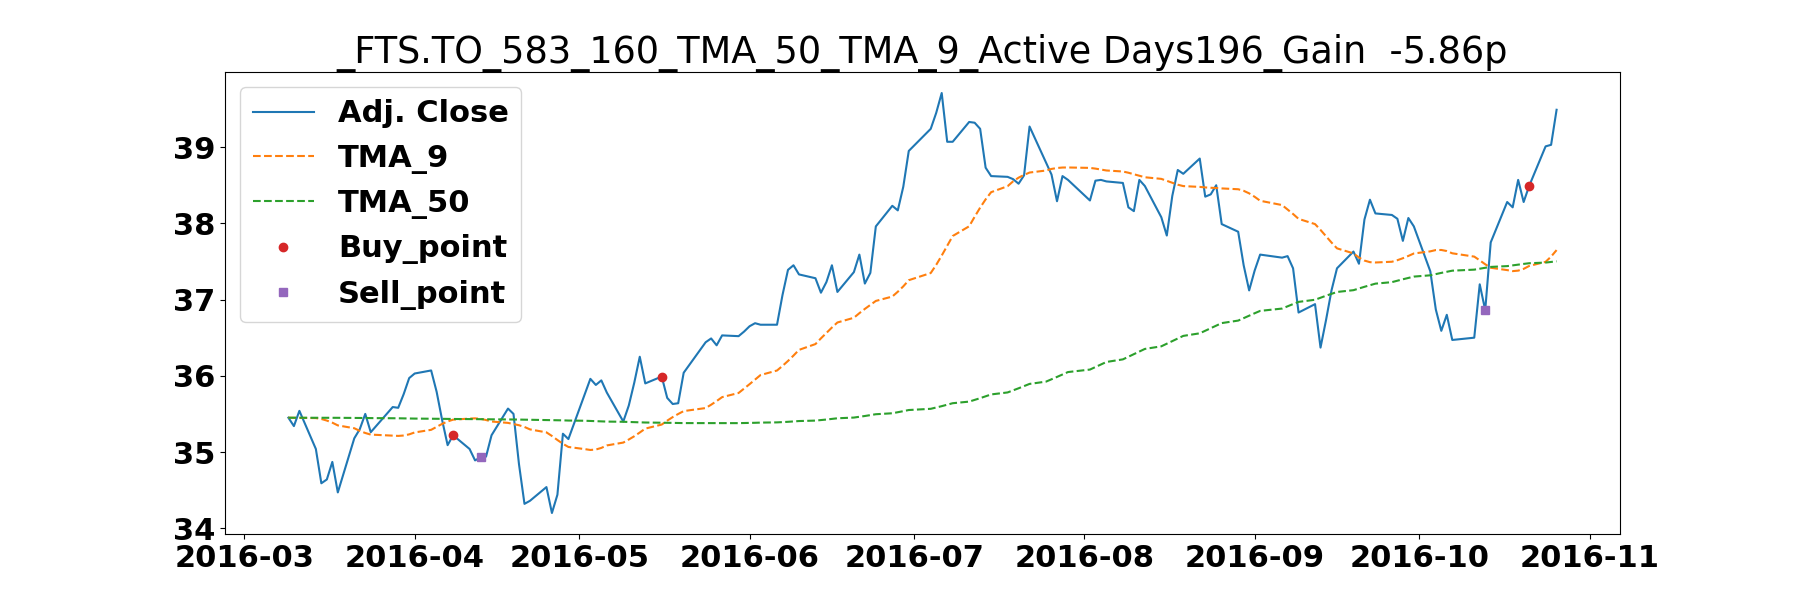 _FTS.TO_583_160_TMA_50_TMA_9_Active Days196_Gain  -5.86p
Adj. Close
TMA_9
TMA_50
Buy_point
Sell_point
39
38
37
36
35
34
2016-03 2016-04 2016-05 2016-06 2016-07 2016-08 2016-09 2016-10 2016-11